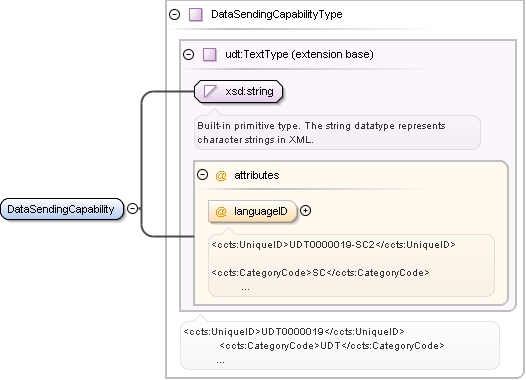 DataSendingCapabilityType
udt:TextType (extension base)
xsd:string
Built-in primitive type. The string datatype represents
character strings in XML.
@ attributes
DataSendingCapability
@ languageID
<ccts:UniqueID>UDT0000019-SC2</ccts:UniqueID>
<ccts:CategoryCode>SC</ccts:CategoryCode>
...
<ccts:UniqueID>UDT0000019</ccts:UniqueID>
<ccts:CategoryCode>UDT</ccts:CategoryCode>
...